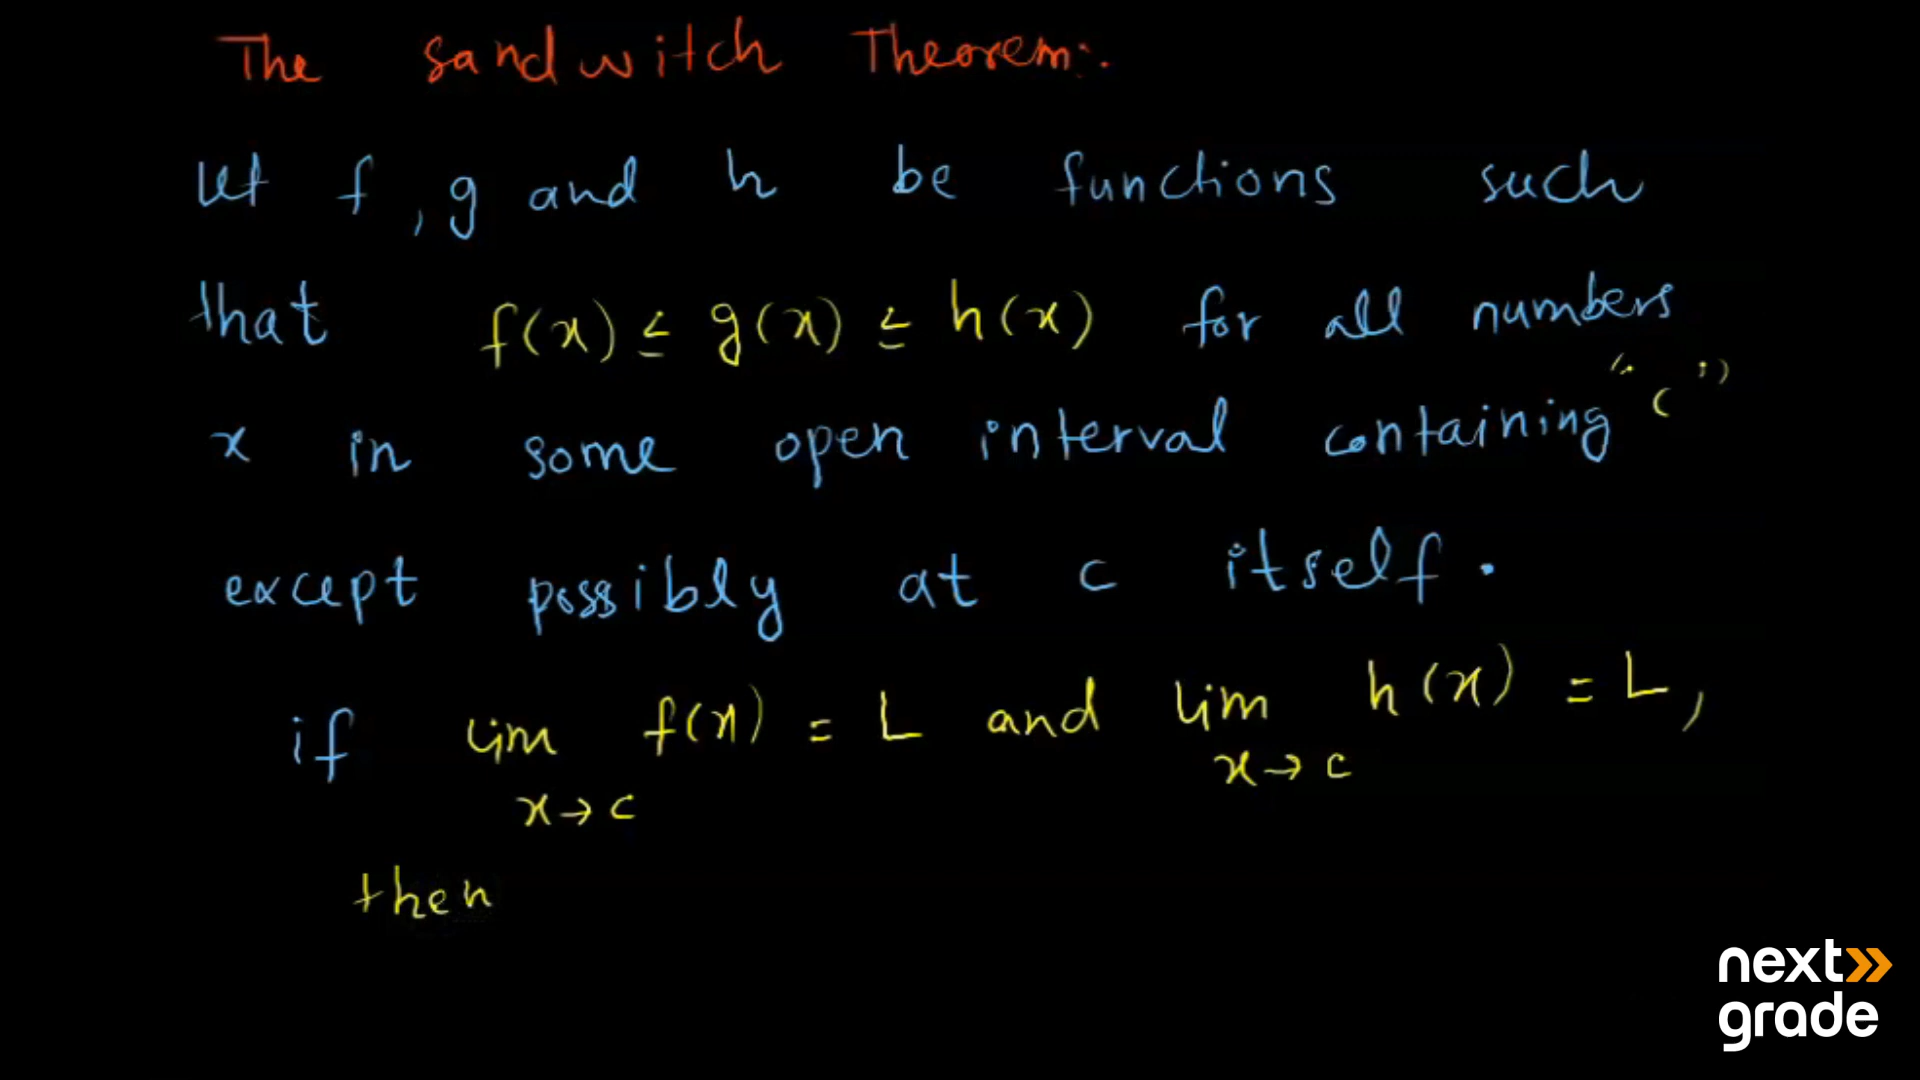 The Sandwitch Theorem:.
Let f, g and h be functions such
that f(x) ≤ g(x) ≤ h(x) for all numbers
x in some open interval containing "c"
except possibly at c itself.
if lim f(x) = L and lim h(x) = L,
x→c x→c
then
next»
grade